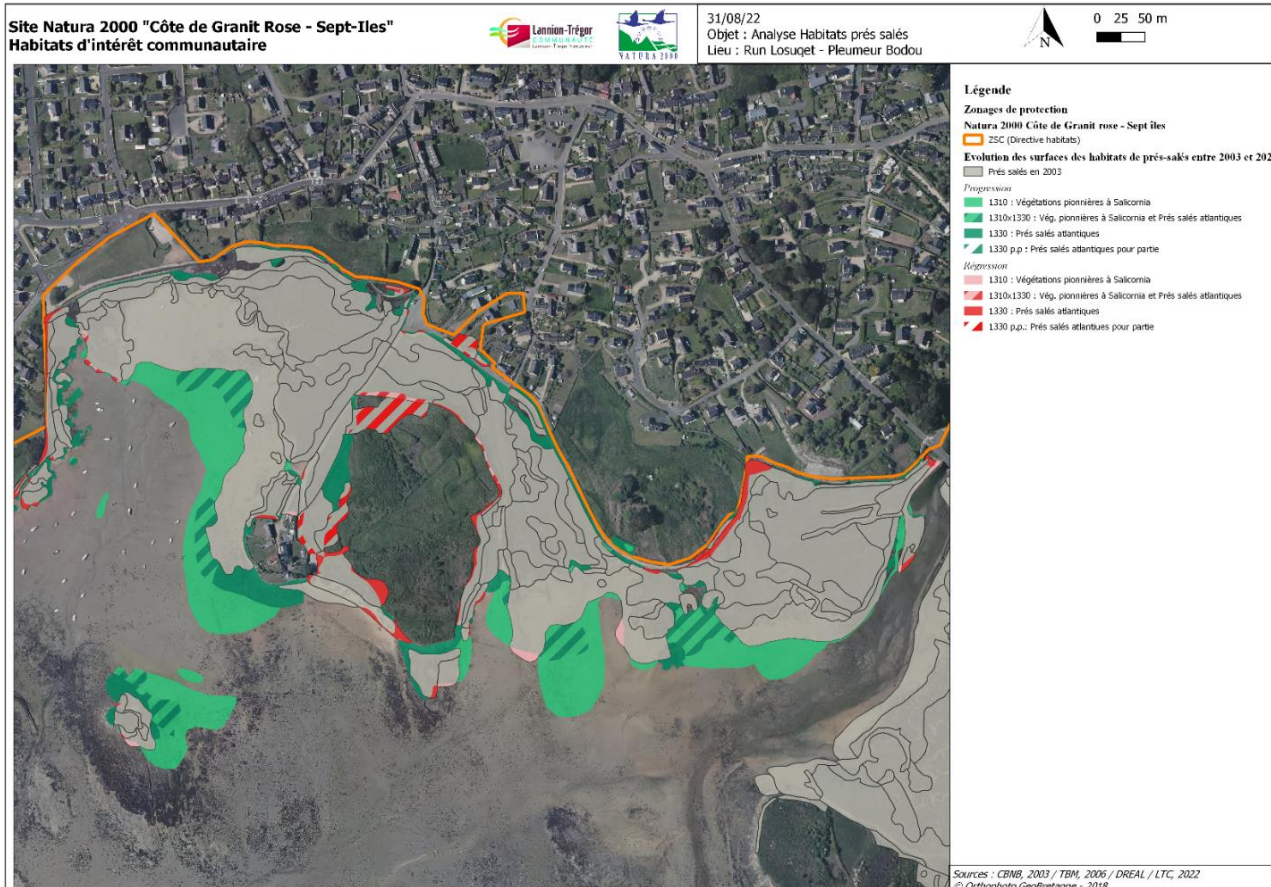 Site Natura 2000 "Côte de Granit Rose - Sept-Iles"
Habitats d'intérêt communautaire
Lannion-Trégor
COMMUNAUTÉ
NATURA 2000
31/08/22
Objet : Analyse Habitats prés salés
Lieu : Run Losuqet - Pleumeur Bodou
N
0 25 50 m
Légende
Zonages de protection
Natura 2000 Côte de Granit rose - Sept îles
ZSC (Directive habitats)
Evolution des surfaces des habitats de prés-salés entre 2003 et 202
Prés salés en 2003
Progression
1310 : Végétations pionnières à Salicornia
1310x1330 : Vég. pionnières à Salicornia et Prés salés atlantiques
1330 : Prés salés atlantiques
1330 p.p : Prés salés atlantiques pour partie
Régression
1310 : Végétations pionnières à Salicornia
1310x1330 : Vég. pionnières à Salicornia et Prés salés atlantiques
1330 : Prés salés atlantiques
1330 p.p.: Prés salés atlantiues pour partie
Sources : CBNB, 2003 / TBM, 2006 / DREAL / LTC, 2022
© Orthophoto GeoBretagne - 2018